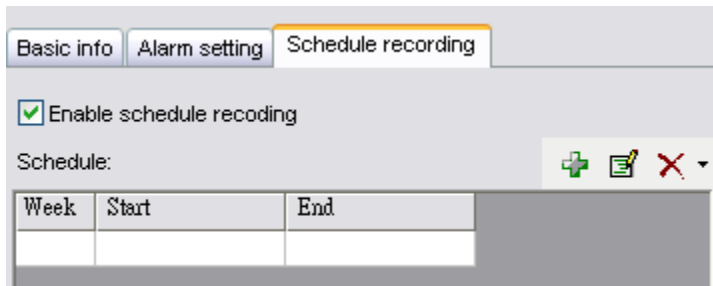 Basic info Alarm setting Schedule recording
Enable schedule recoding
Schedule:
Week Start End